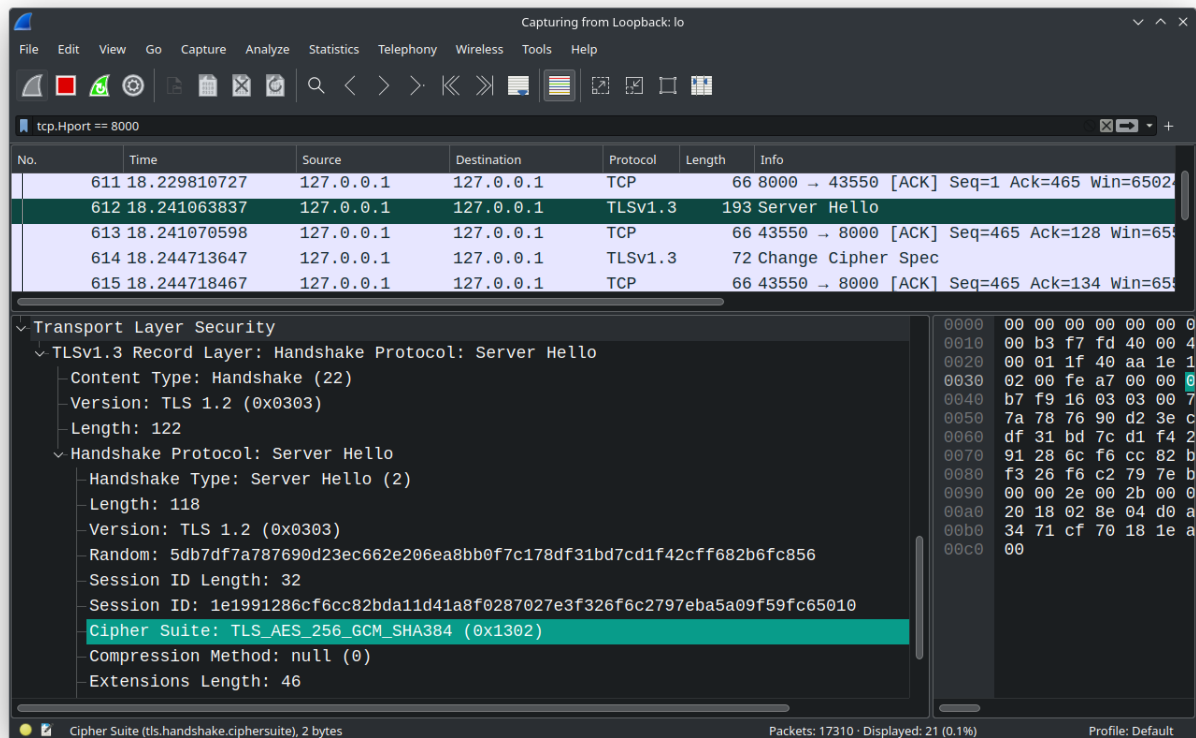 Capturing from Loopback: lo
File Edit View Go Capture Analyze Statistics Telephony Wireless Tools Help
tcp.Hport == 8000
No. Time Source Destination Protocol Length Info
611 18.229810727 127.0.0.1 127.0.0.1 TCP 66 8000 → 43550 [ACK] Seq=1 Ack=465 Win=65024
612 18.241063837 127.0.0.1 127.0.0.1 TLSv1.3 193 Server Hello
613 18.241070598 127.0.0.1 127.0.0.1 TCP 66 43550 → 8000 [ACK] Seq=465 Ack=128 Win=655
614 18.244713647 127.0.0.1 127.0.0.1 TLSv1.3 72 Change Cipher Spec
615 18.244718467 127.0.0.1 127.0.0.1 TCP 66 43550 → 8000 [ACK] Seq=465 Ack=134 Win=655
Transport Layer Security
TLSv1.3 Record Layer: Handshake Protocol: Server Hello
Content Type: Handshake (22)
Version: TLS 1.2 (0x0303)
Length: 122
Handshake Protocol: Server Hello
Handshake Type: Server Hello (2)
Length: 118
Version: TLS 1.2 (0x0303)
Random: 5db7df7a787690d23ec662e206ea8bb0f7c178df31bd7cd1f42cff682b6fc856
Session ID Length: 32
Session ID: 1e1991286cf6cc82bda11d41a8f0287027e3f326f6c2797eba5a09f59fc65010
Cipher Suite: TLS_AES_256_GCM_SHA384 (0x1302)
Compression Method: null (0)
Extensions Length: 46
0000 00 00 00 00 00 00 0
0010 00 b3 f7 fd 40 00 4
0020 00 01 1f 40 aa 1e 1
0030 02 00 fe a7 00 00 0
0040 b7 f9 16 03 03 00 7
0050 7a 78 76 90 d2 3e c
0060 df 31 bd 7c d1 f4 2
0070 91 28 6c f6 cc 82 b
0080 f3 26 f6 c2 79 7e b
0090 00 00 2e 00 2b 00 0
00a0 20 18 02 8e 04 d0 a
00b0 34 71 cf 70 18 1e a
00c0 00
Cipher Suite (tls.handshake.ciphersuite), 2 bytes
Packets: 17310 · Displayed: 21 (0.1%)
Profile: Default